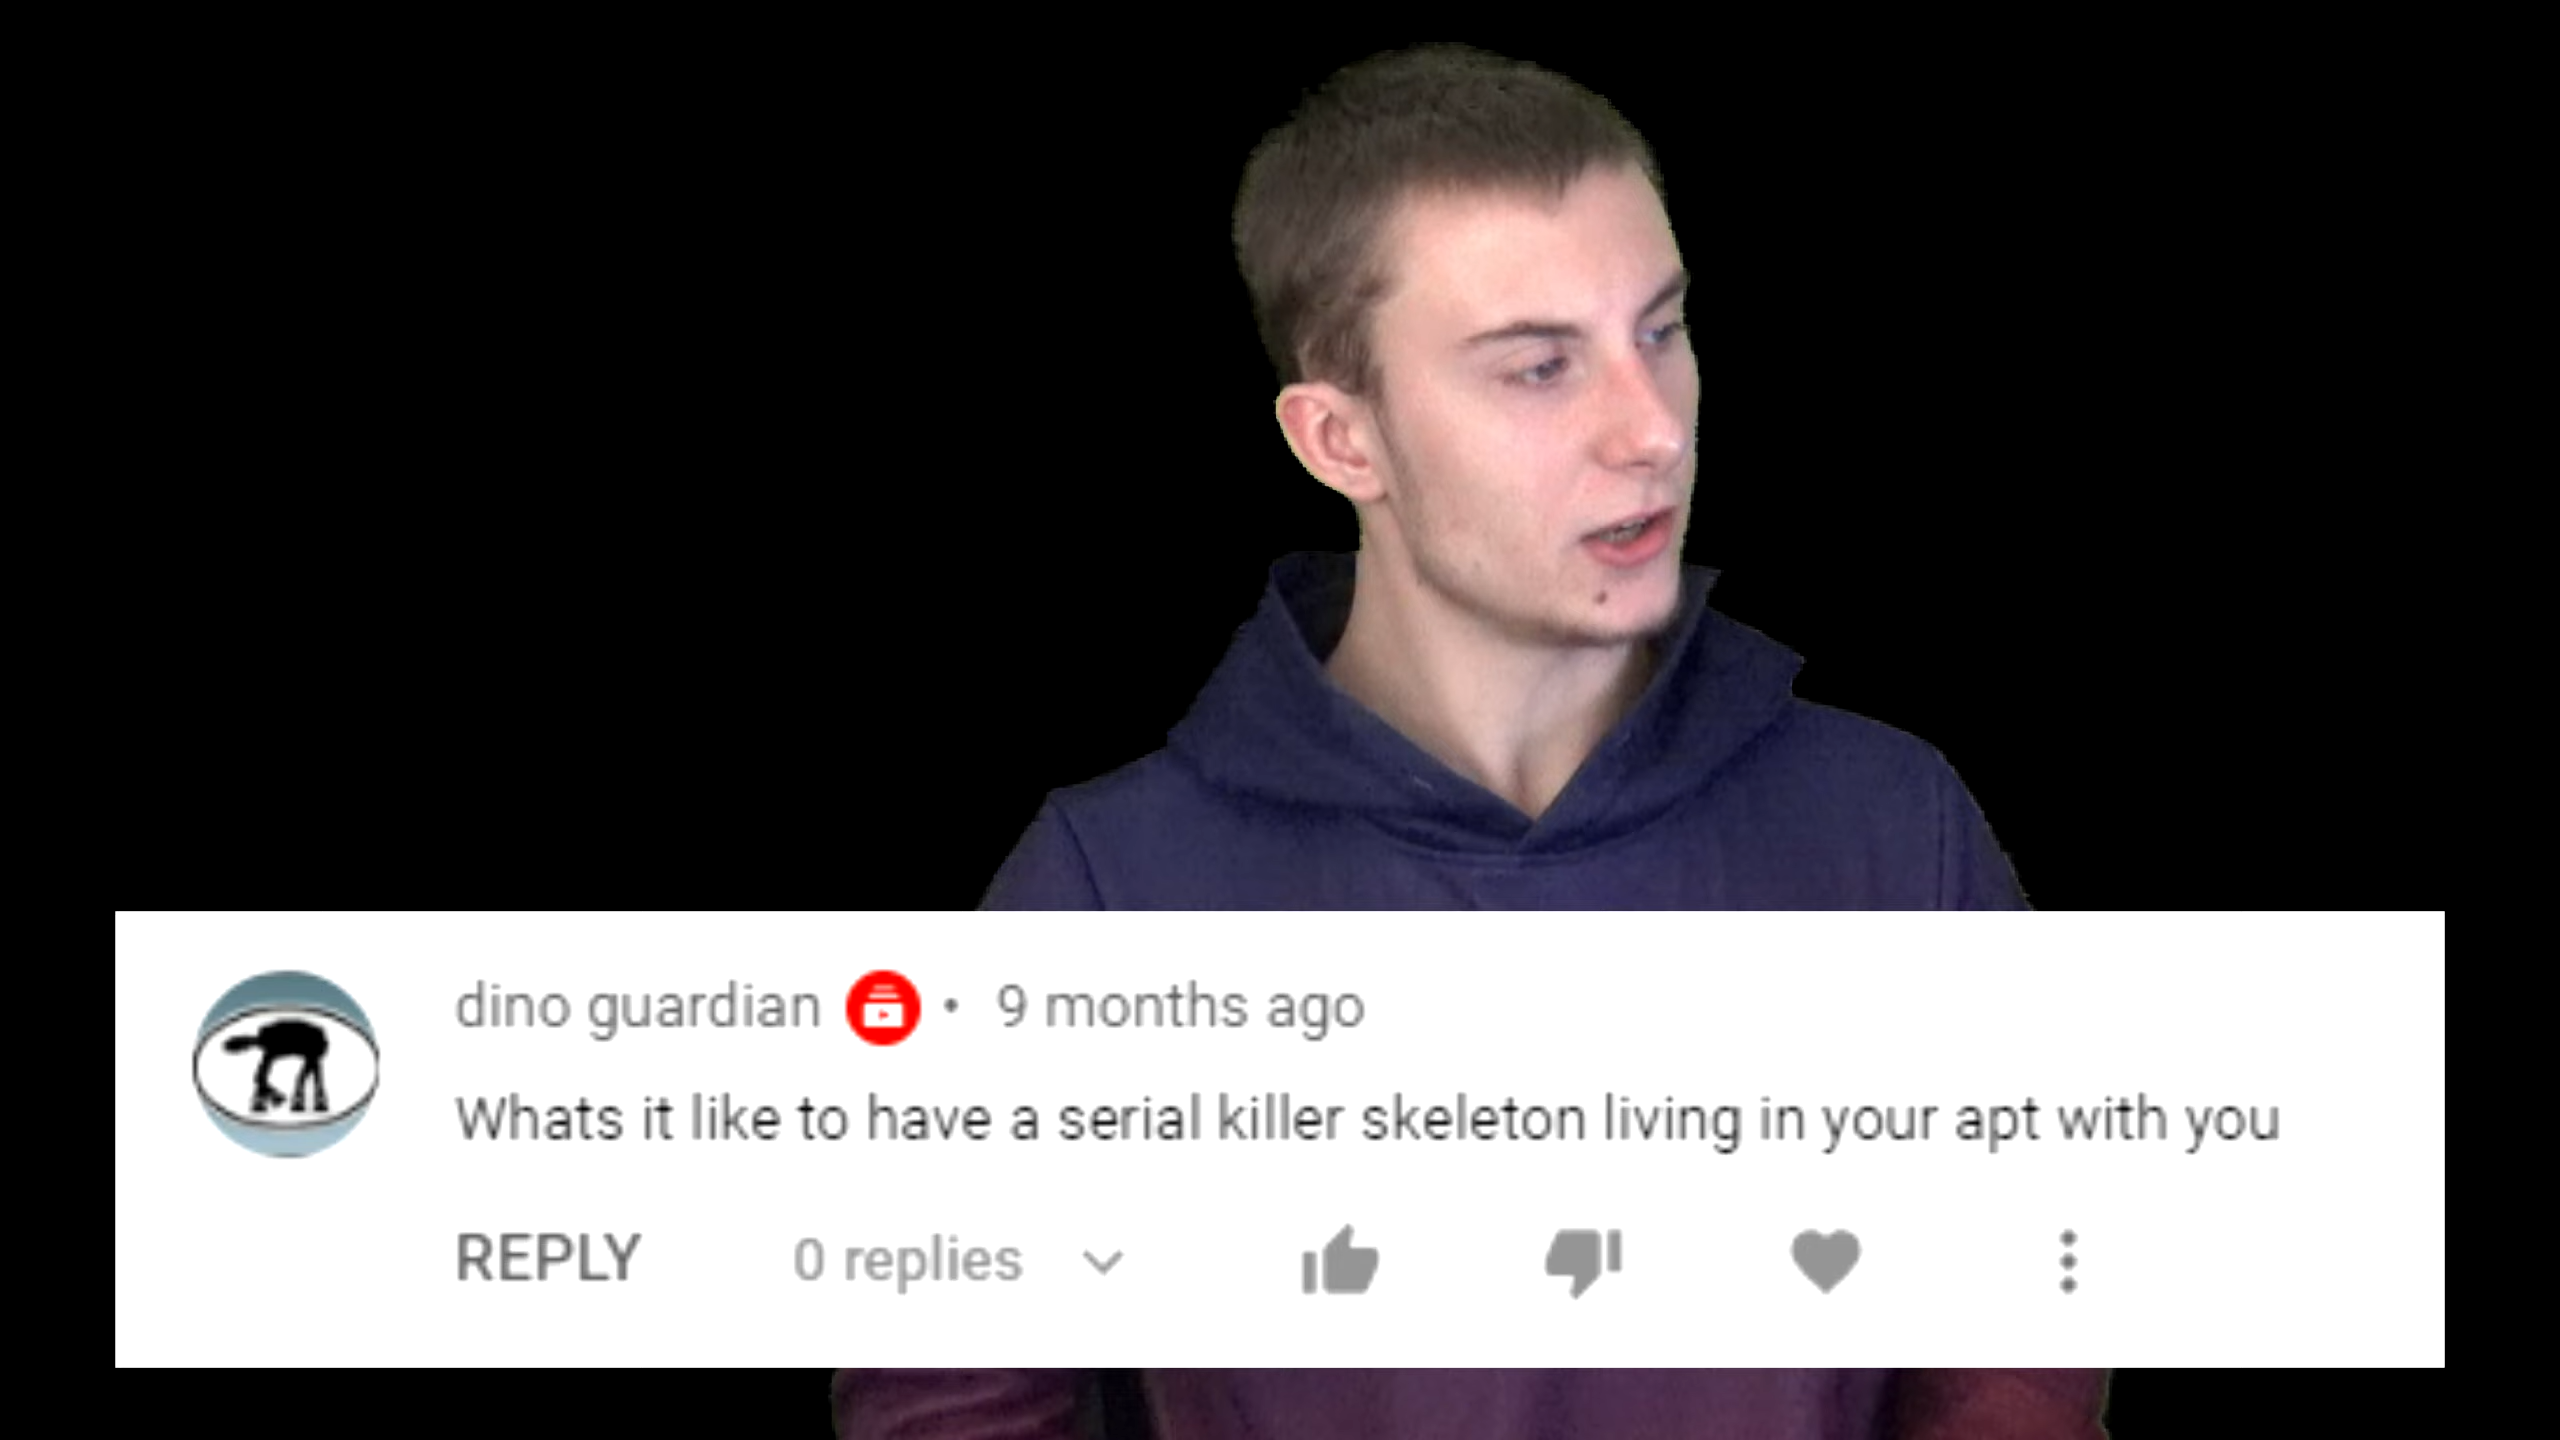 dino guardian • 9 months ago
Whats it like to have a serial killer skeleton living in your apt with you
REPLY 0 replies